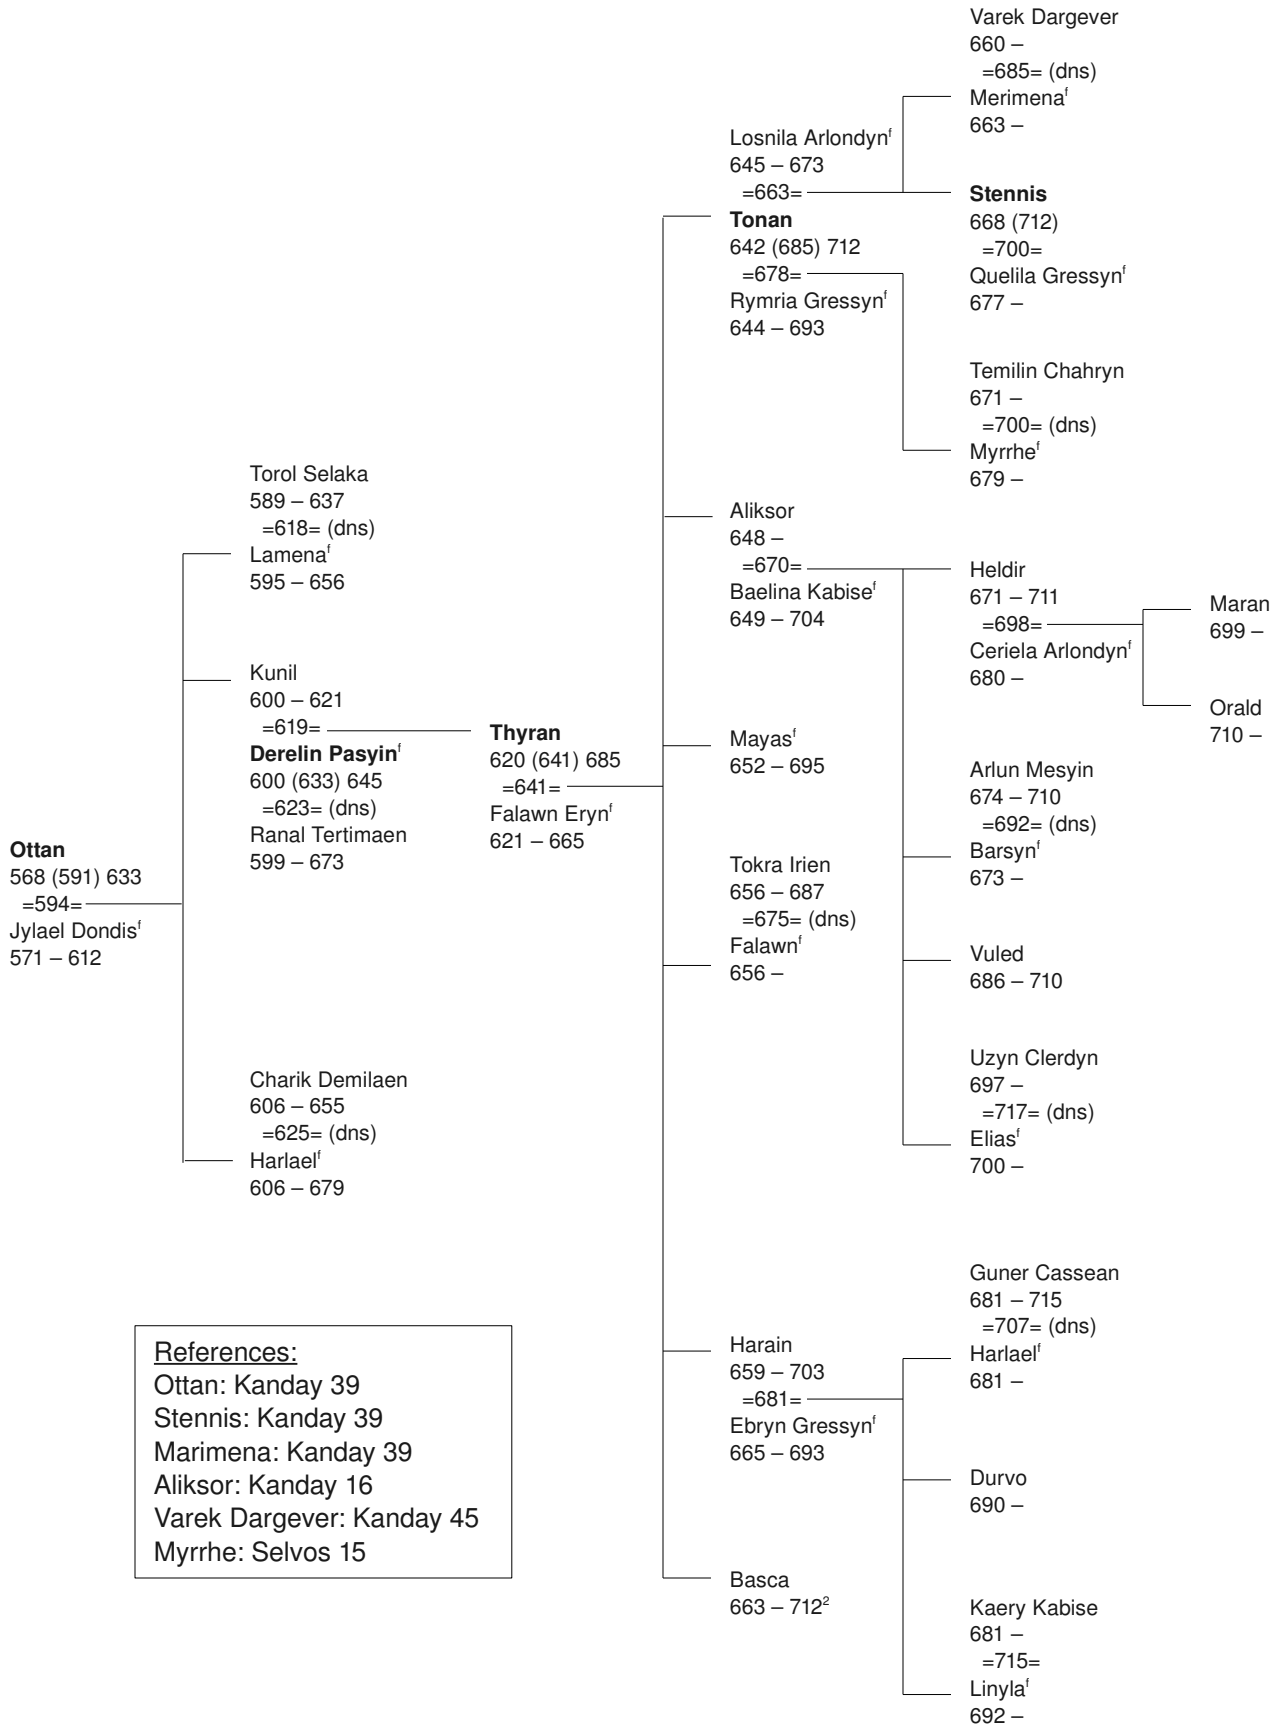 Ottan
568 (591) 633
=594=
Jylael Dondisᶠ
571 – 612
Torol Selaka
589 – 637
=618= (dns)
Lamenaᶠ
595 – 656
Kunil
600 – 621
=619=
Derelin Pasyinᶠ
600 (633) 645
=623= (dns)
Ranal Tertimaen
599 – 673
Charik Demilaen
606 – 655
=625= (dns)
Harlaelᶠ
606 – 679
Thyran
620 (641) 685
=641=
Falawn Erynᶠ
621 – 665
Losnila Arlondynᶠ
645 – 673
=663=
Tonan
642 (685) 712
=678=
Rymria Gressynᶠ
644 – 693
Aliksor
648 –
=670=
Baelina Kabiseᶠ
649 – 704
Mayasᶠ
652 – 695
Tokra Irien
656 – 687
=675= (dns)
Falawnᶠ
656 –
Harain
659 – 703
=681=
Ebryn Gressynᶠ
665 – 693
Basca
663 – 712²
Varek Dargever
660 –
=685= (dns)
Merimenaᶠ
663 –
Stennis
668 (712)
=700=
Quelila Gressynᶠ
677 –
Temilin Chahryn
671 –
=700= (dns)
Myrrheᶠ
679 –
Heldir
671 – 711
=698=
Ceriela Arlondynᶠ
680 –
Arlun Mesyin
674 – 710
=692= (dns)
Barsynᶠ
673 –
Vuled
686 – 710
Uzyn Clerdyn
697 –
=717= (dns)
Eliasᶠ
700 –
Guner Cassean
681 – 715
=707= (dns)
Harlaelᶠ
681 –
Durvo
690 –
Kaery Kabise
681 –
=715=
Linylaᶠ
692 –
Maran
699 –
Orald
710 –
References:
Ottan: Kanday 39
Stennis: Kanday 39
Marimena: Kanday 39
Aliksor: Kanday 16
Varek Dargever: Kanday 45
Myrrhe: Selvos 15